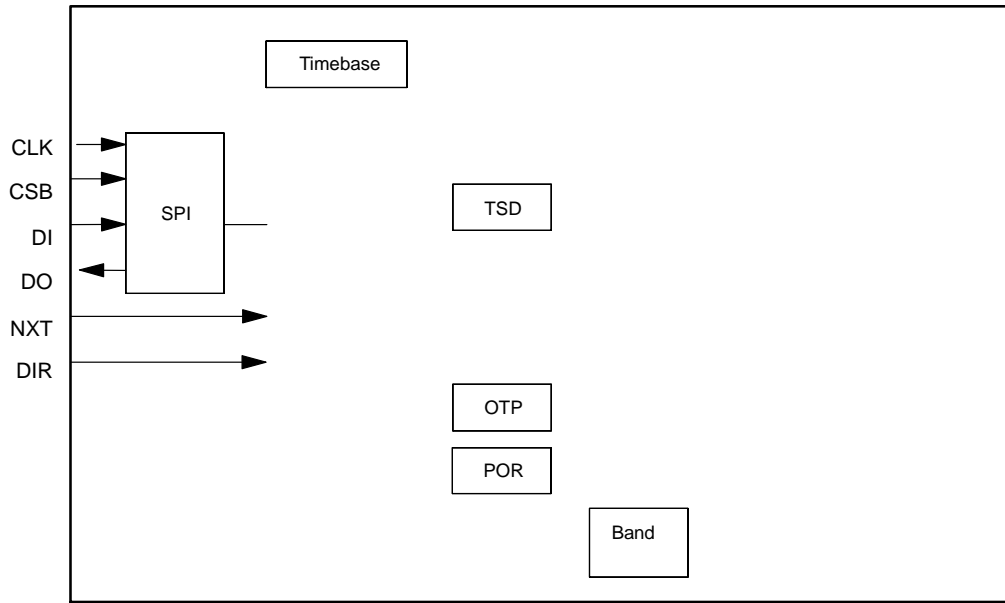 Timebase
CLK
CSB
SPI
TSD
DI
DO
NXT
DIR
OTP
POR
Band